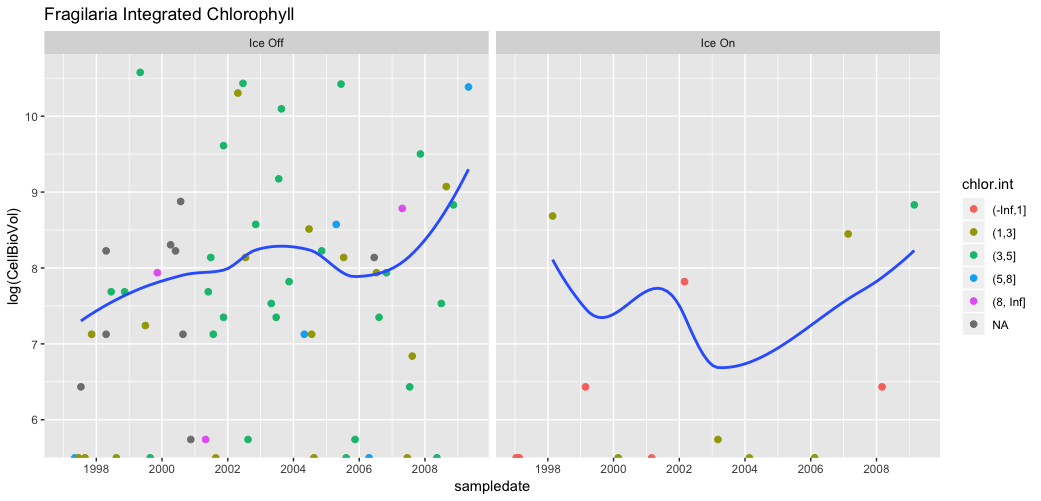 Fragilaria Integrated Chlorophyll
Ice Off
Ice On
log(CellBioVol)
10
9
8
7
6
1998 2000 2002 2004 2006 2008
1998 2000 2002 2004 2006 2008
sampledate
chlor.int
(-Inf,1]
(1,3]
(3,5]
(5,8]
(8, Inf]
NA